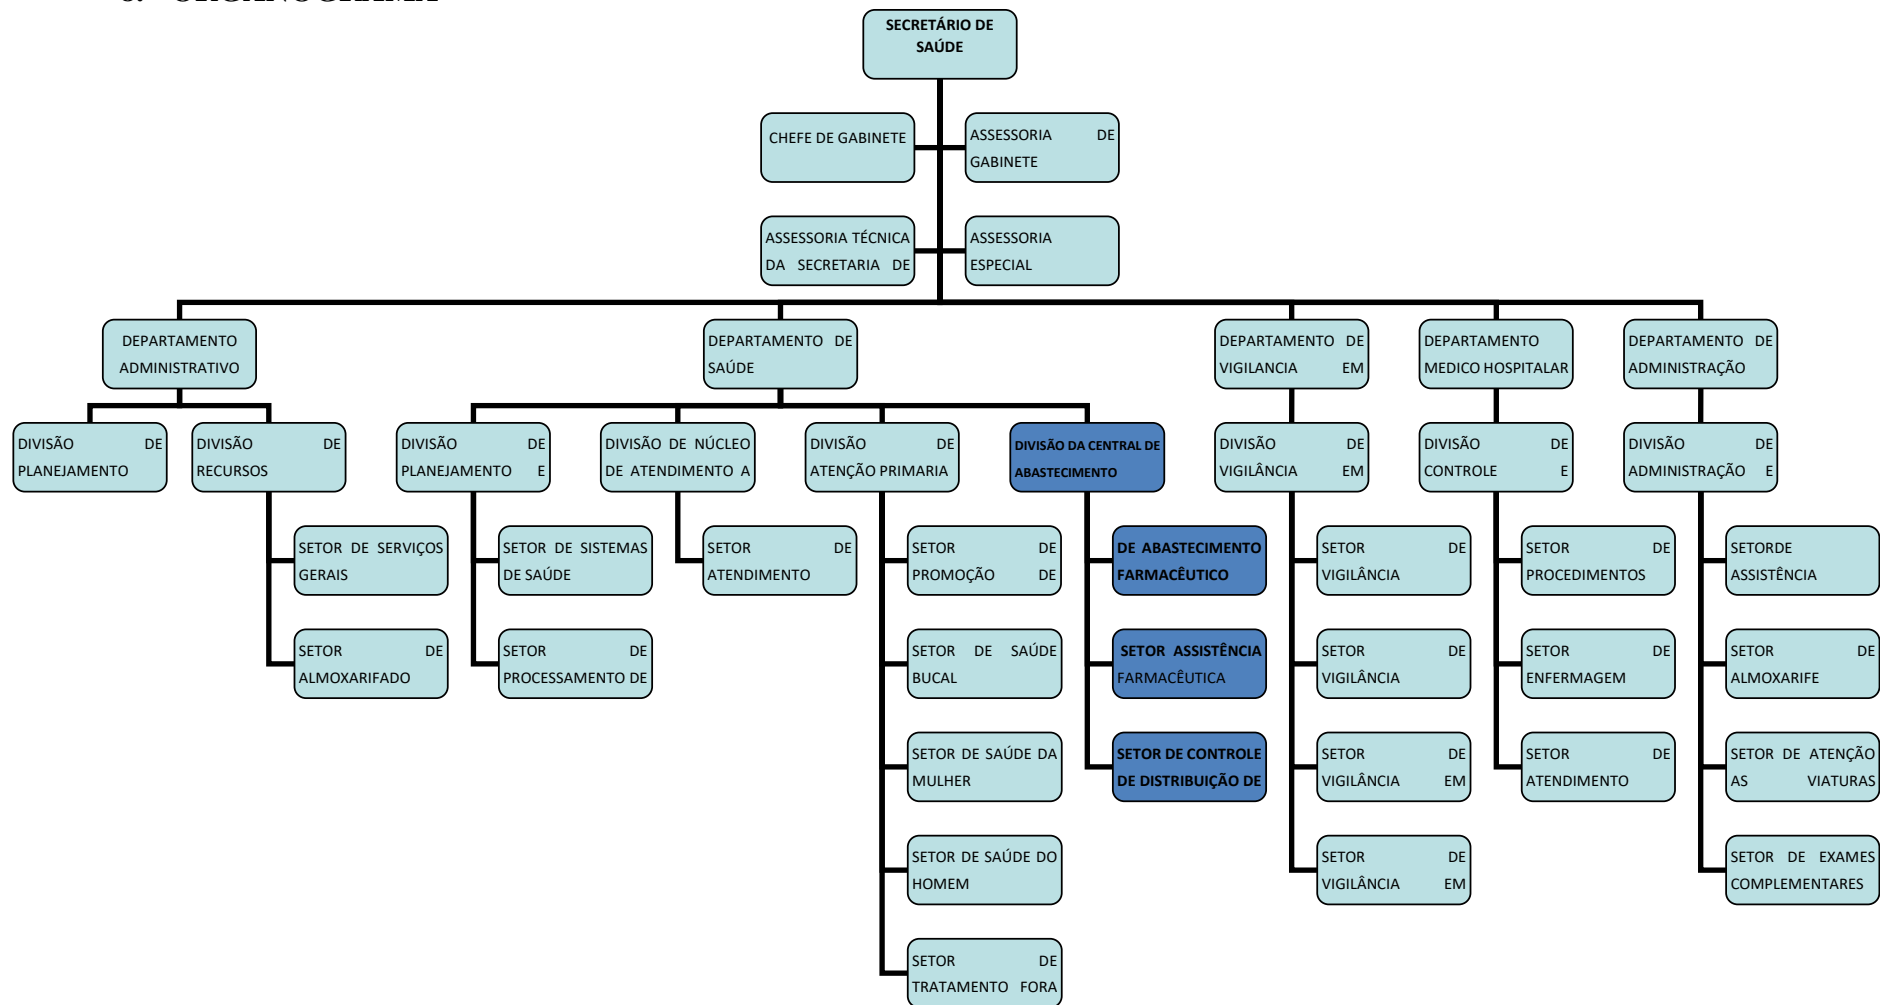 SECRETÁRIO DE
SAÚDE
CHEFE DE GABINETE
ASSESSORIA DE
GABINETE
ASSESSORIA TÉCNICA
DA SECRETARIA DE
ASSESSORIA
ESPECIAL
DEPARTAMENTO
ADMINISTRATIVO
DEPARTAMENTO DE
SAÚDE
DEPARTAMENTO DE
VIGILANCIA EM
DEPARTAMENTO
MEDICO HOSPITALAR
DEPARTAMENTO DE
ADMINISTRAÇÃO
DIVISÃO DE
PLANEJAMENTO
DIVISÃO DE
RECURSOS
DIVISÃO DE
PLANEJAMENTO E
DIVISÃO DE NÚCLEO
DE ATENDIMENTO A
DIVISÃO DE
ATENÇÃO PRIMARIA
DIVISÃO DA CENTRAL DE
ABASTECIMENTO
DIVISÃO DE
VIGILÂNCIA EM
DIVISÃO DE
CONTROLE E
DIVISÃO DE
ADMINISTRAÇÃO E
SETOR DE SERVIÇOS
GERAIS
SETOR DE SISTEMAS
DE SAÚDE
SETOR DE
ATENDIMENTO
SETOR DE
PROMOÇÃO DE
DE ABASTECIMENTO
FARMACÊUTICO
SETOR DE
VIGILÂNCIA
SETOR DE
PROCEDIMENTOS
SETORDE
ASSISTÊNCIA
SETOR DE
ALMOXARIFADO
SETOR DE
PROCESSAMENTO DE
SETOR DE SAÚDE
BUCAL
SETOR ASSISTÊNCIA
FARMACÊUTICA
SETOR DE
VIGILÂNCIA
SETOR DE
ENFERMAGEM
SETOR DE
ALMOXARIFE
SETOR DE SAÚDE DA
MULHER
SETOR DE CONTROLE
DE DISTRIBUIÇÃO DE
SETOR DE
VIGILÂNCIA EM
SETOR DE
ATENDIMENTO
SETOR DE ATENÇÃO
AS VIATURAS
SETOR DE SAÚDE DO
HOMEM
SETOR DE
VIGILÂNCIA EM
SETOR DE EXAMES
COMPLEMENTARES
SETOR DE
TRATAMENTO FORA